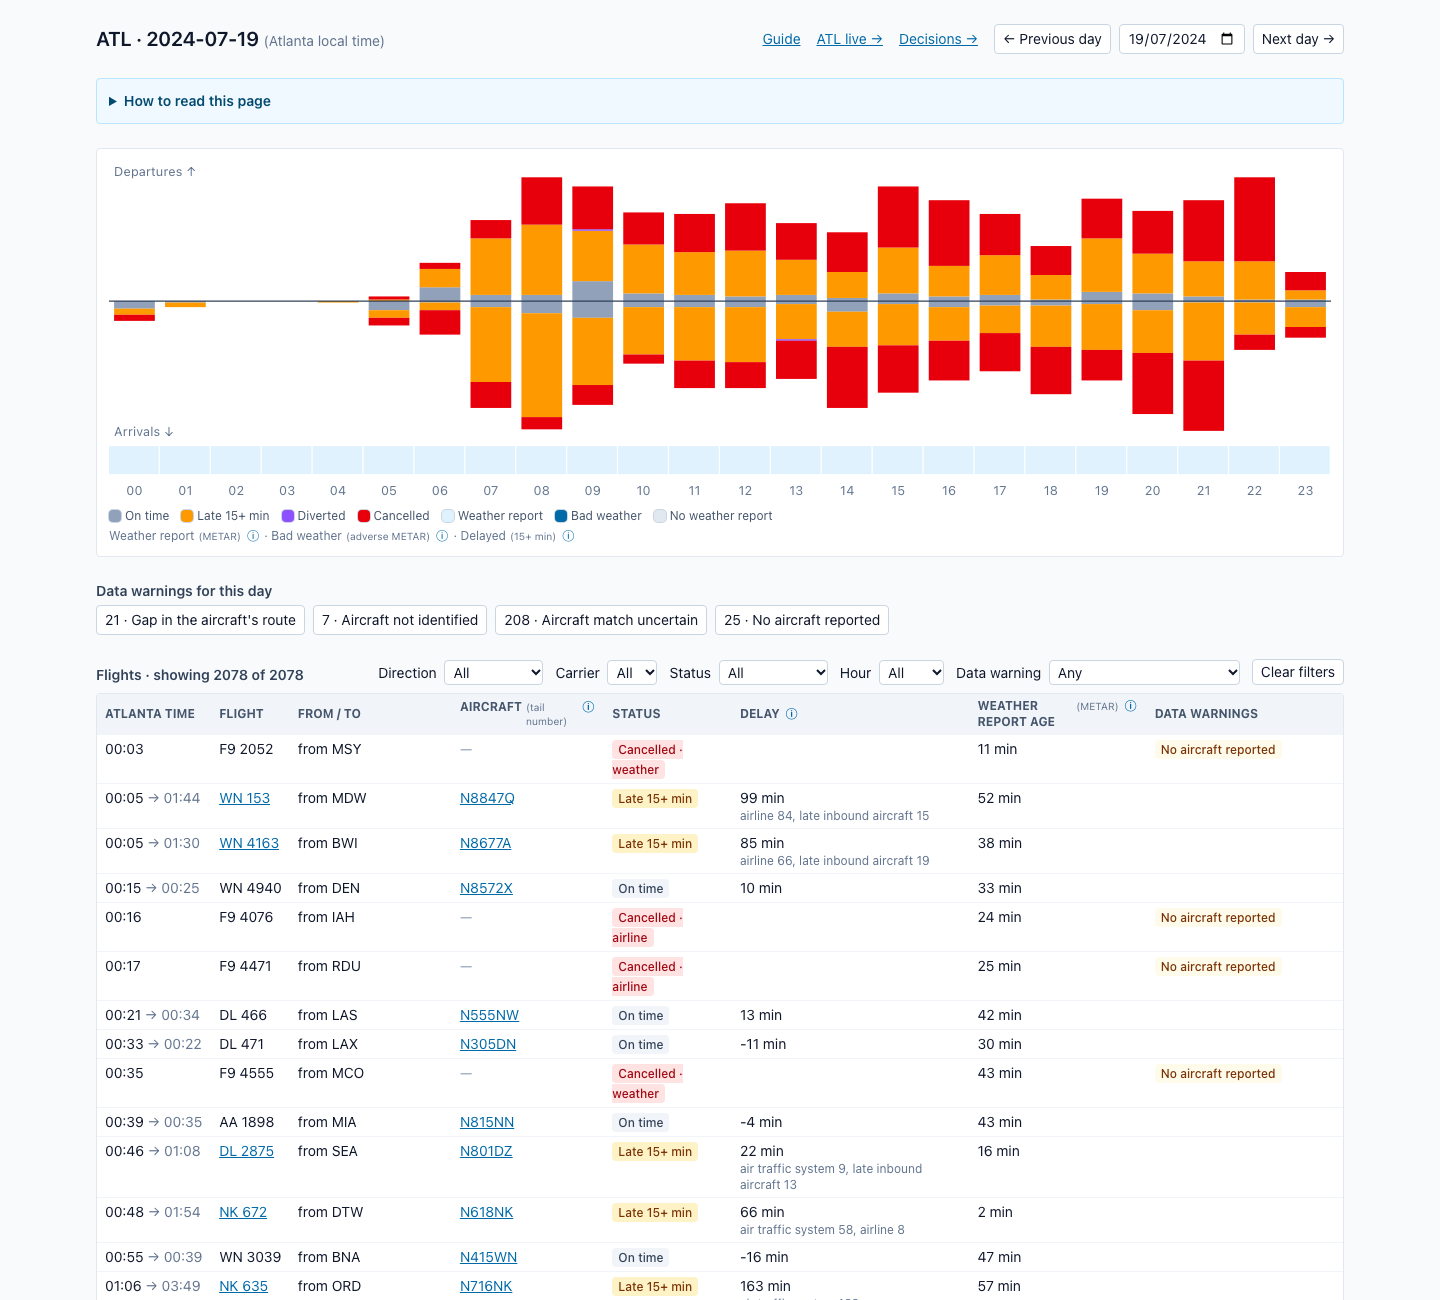 ATL · 2024-07-19 (Atlanta local time)
Guide ATL live → Decisions → ← Previous day 19/07/2024 Next day →
▶ How to read this page
Departures ↑
Arrivals ↓
00 01 02 03 04 05 06 07 08 09 10 11 12 13 14 15 16 17 18 19 20 21 22 23
On time Late 15+ min Diverted Cancelled Weather report Bad weather No weather report
Weather report (METAR) ⓘ · Bad weather (adverse METAR) ⓘ · Delayed (15+ min) ⓘ
Data warnings for this day
21 · Gap in the aircraft's route 7 · Aircraft not identified 208 · Aircraft match uncertain 25 · No aircraft reported
Flights · showing 2078 of 2078 Direction All Carrier All Status All Hour All Data warning Any Clear filters
ATLANTA TIME FLIGHT FROM / TO AIRCRAFT (tail number) ⓘ STATUS DELAY ⓘ WEATHER REPORT AGE (METAR) ⓘ DATA WARNINGS
00:03 F9 2052 from MSY — Cancelled · 11 min No aircraft reported
weather
00:05 → 01:44 WN 153 from MDW N8847Q Late 15+ min 99 min 52 min
airline 84, late inbound aircraft 15
00:05 → 01:30 WN 4163 from BWI N8677A Late 15+ min 85 min 38 min
airline 66, late inbound aircraft 19
00:15 → 00:25 WN 4940 from DEN N8572X On time 10 min 33 min
00:16 F9 4076 from IAH — Cancelled · 24 min No aircraft reported
airline
00:17 F9 4471 from RDU — Cancelled · 25 min No aircraft reported
airline
00:21 → 00:34 DL 466 from LAS N555NW On time 13 min 42 min
00:33 → 00:22 DL 471 from LAX N305DN On time -11 min 30 min
00:35 F9 4555 from MCO — Cancelled · 43 min No aircraft reported
weather
00:39 → 00:35 AA 1898 from MIA N815NN On time -4 min 43 min
00:46 → 01:08 DL 2875 from SEA N801DZ Late 15+ min 22 min 16 min
air traffic system 9, late inbound
aircraft 13
00:48 → 01:54 NK 672 from DTW N618NK Late 15+ min 66 min 2 min
air traffic system 58, airline 8
00:55 → 00:39 WN 3039 from BNA N415WN On time -16 min 47 min
01:06 → 03:49 NK 635 from ORD N716NK Late 15+ min 163 min 57 min